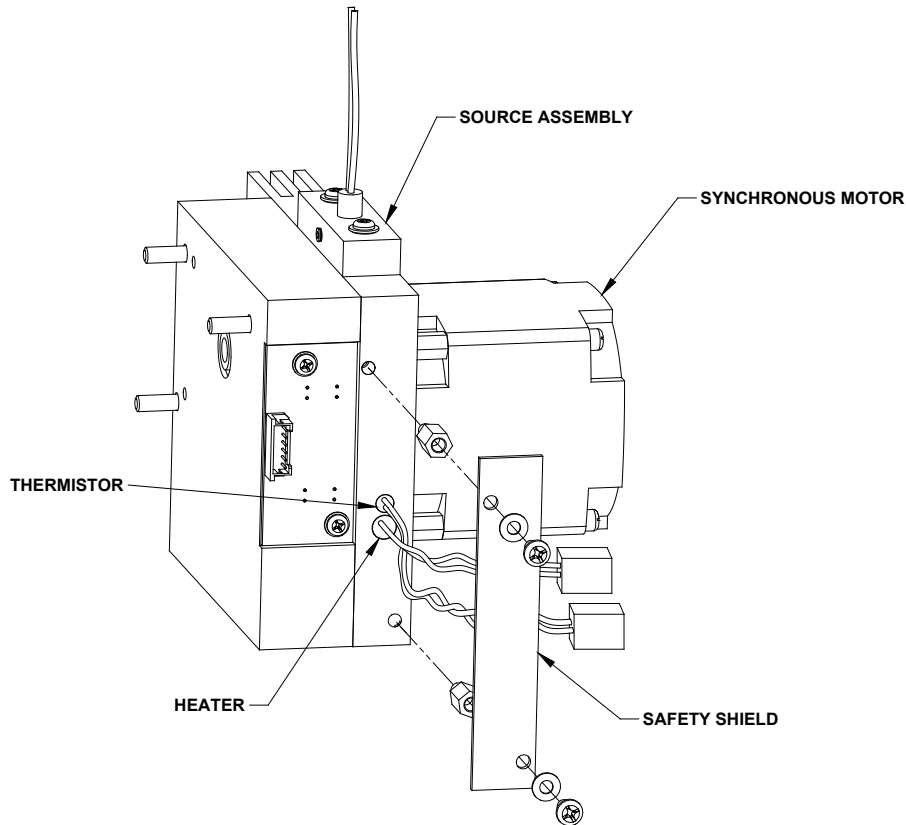 SOURCE ASSEMBLY
SYNCHRONOUS MOTOR
THERMISTOR
HEATER
SAFETY SHIELD